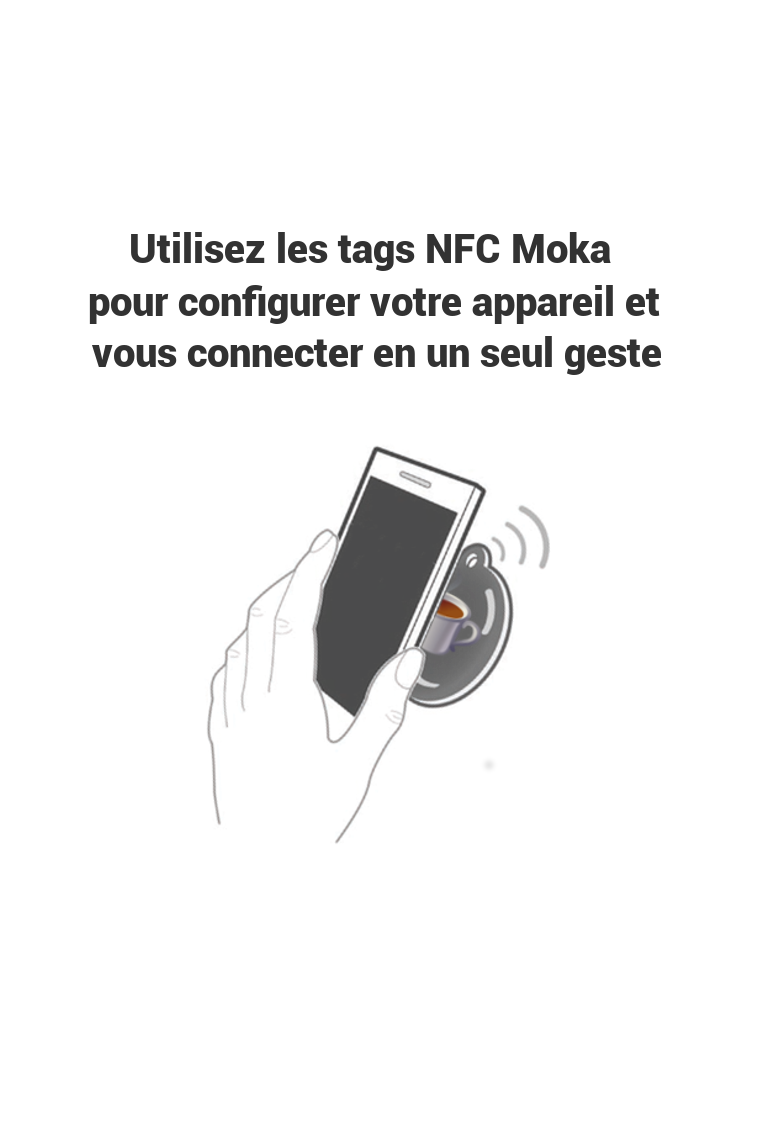 Utilisez les tags NFC Moka
pour configurer votre appareil et
vous connecter en un seul geste